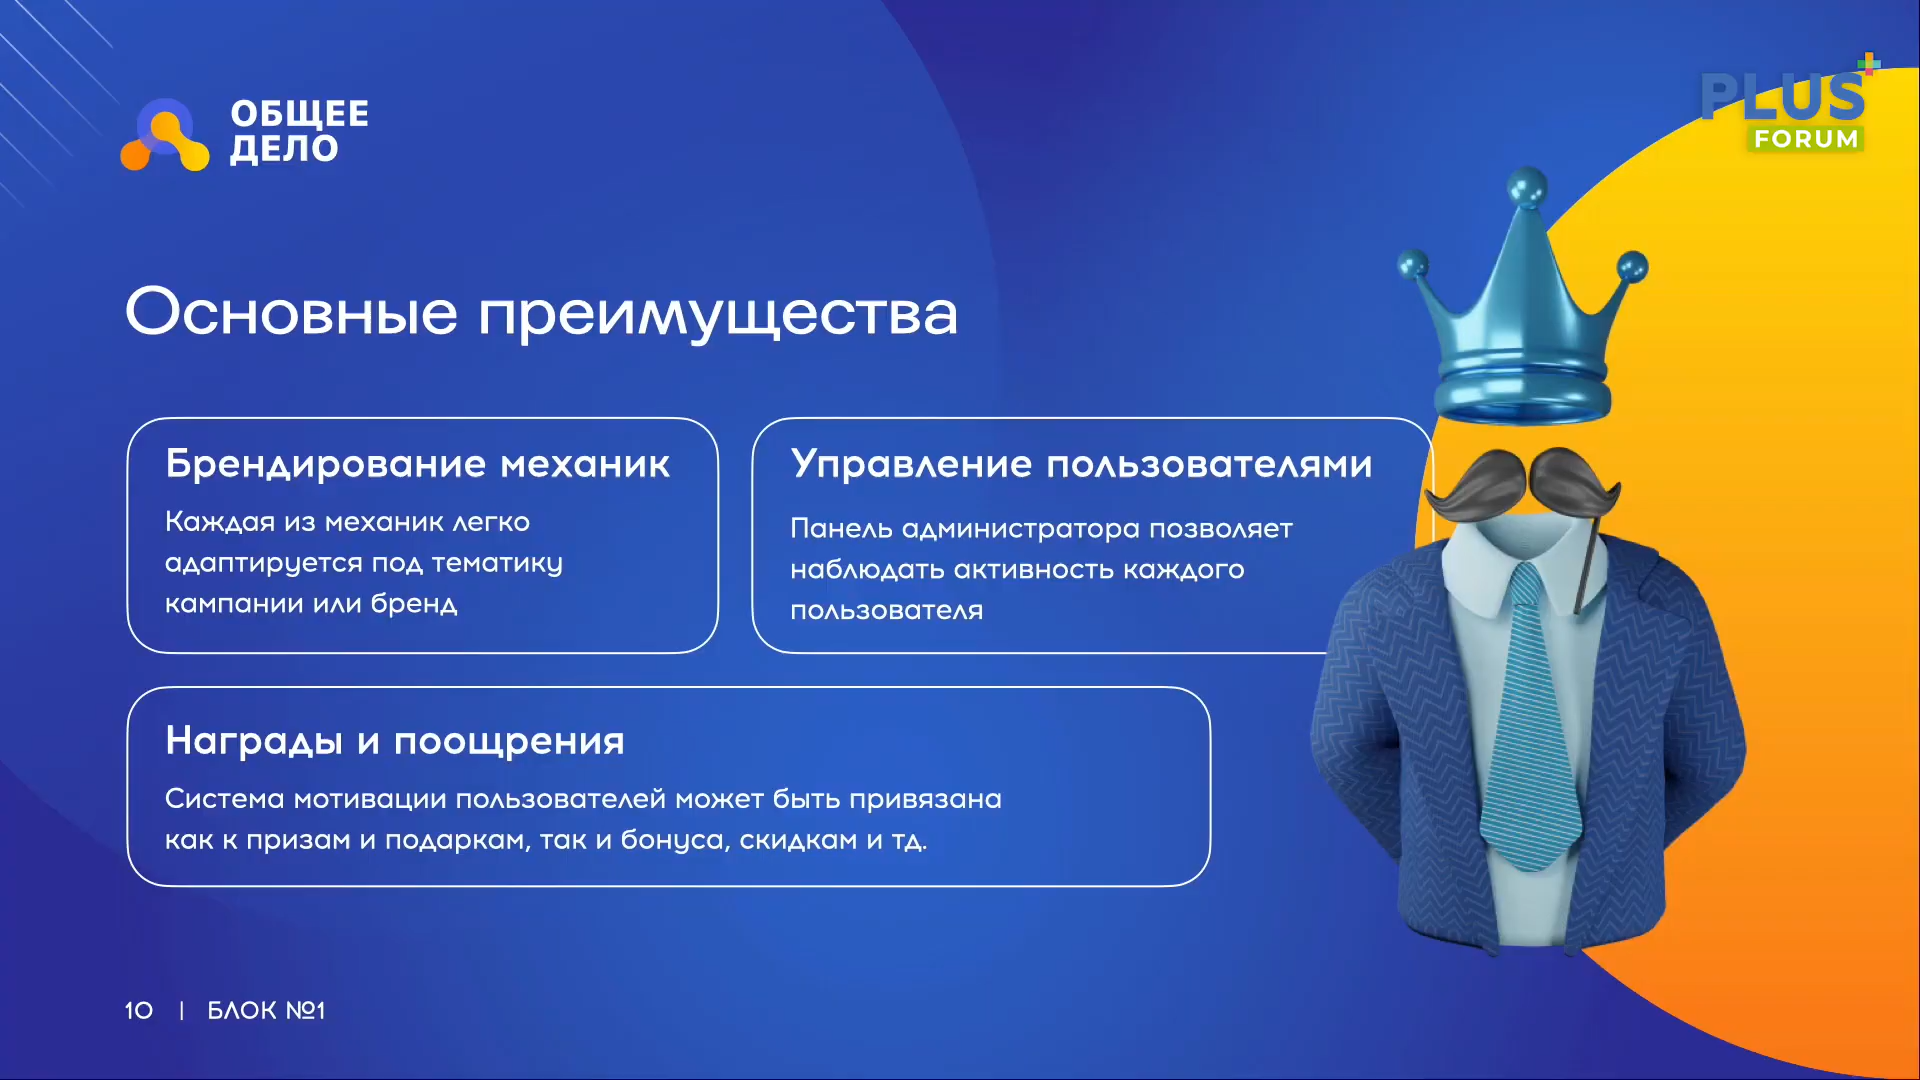 ОБЩЕЕ
ДЕЛО
PLUS
FORUM
Основные преимущества
Брендирование механик
Каждая из механик легко
адаптируется под тематику
кампании или бренд
Управление пользователями
Панель администратора позволяет
наблюдать активность каждого
пользователя
Награды и поощрения
Система мотивации пользователей может быть привязана
как к призам и подаркам, так и бонуса, скидкам и тд.
10 | БЛОК №1